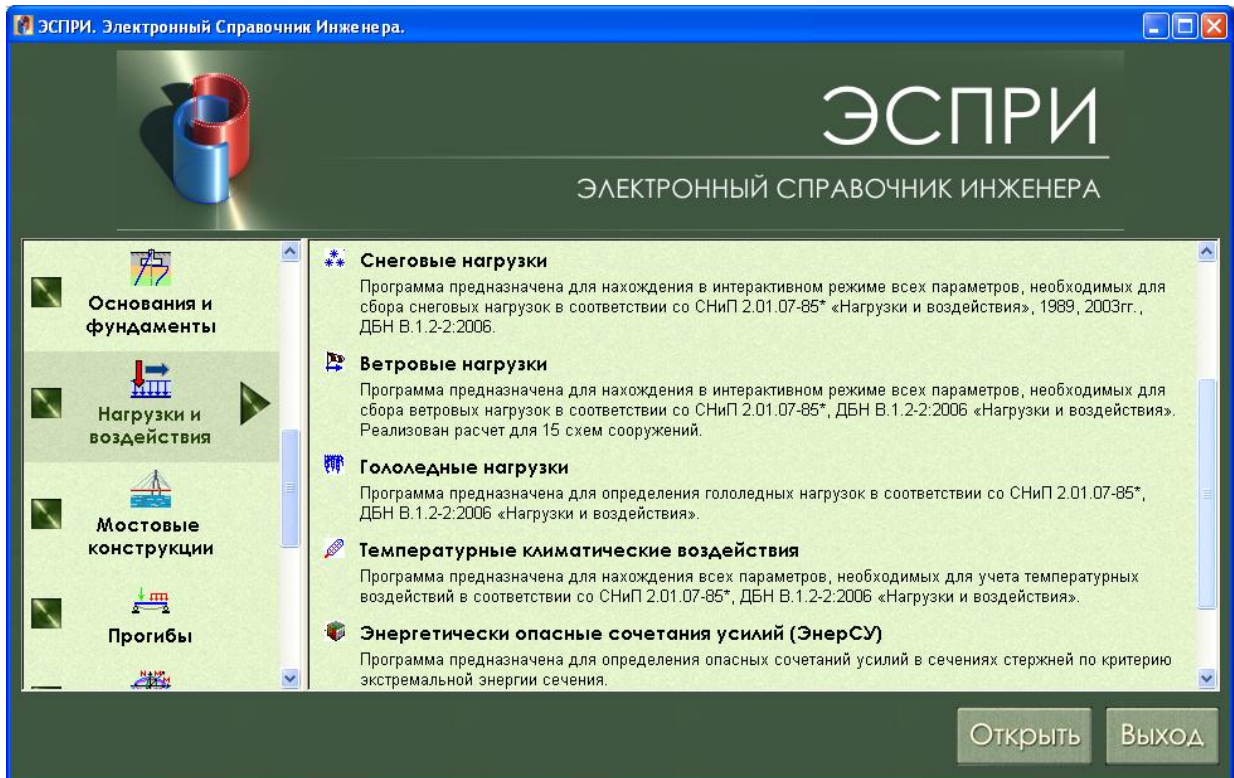 ЭСПРИ. Электронный Справочник Инженера.
ЭСПРИ
ЭЛЕКТРОННЫЙ СПРАВОЧНИК ИНЖЕНЕРА
Основания и
фундаменты
Нагрузки и
воздействия
Мостовые
конструкции
Прогибы
Снеговые нагрузки
Программа предназначена для нахождения в интерактивном режиме всех параметров, необходимых для
сбора снеговых нагрузок в соответствии со СНиП 2.01.07-85* «Нагрузки и воздействия», 1989, 2003гг.,
ДБН В.1.2-2:2006.
Ветровые нагрузки
Программа предназначена для нахождения в интерактивном режиме всех параметров, необходимых для
сбора ветровых нагрузок в соответствии со СНиП 2.01.07-85*, ДБН В.1.2-2:2006 «Нагрузки и воздействия».
Реализован расчет для 15 схем сооружений.
Гололедные нагрузки
Программа предназначена для определения гололедных нагрузок в соответствии со СНиП 2.01.07-85*,
ДБН В.1.2-2:2006 «Нагрузки и воздействия».
Температурные климатические воздействия
Программа предназначена для нахождения всех параметров, необходимых для учета температурных
воздействий в соответствии со СНиП 2.01.07-85*, ДБН В.1.2-2:2006 «Нагрузки и воздействия».
Энергетически опасные сочетания усилий (ЭнерСУ)
Программа предназначена для определения опасных сочетаний усилий в сечениях стержней по критерию
экстремальной энергии сечения.
Открыть
Выход